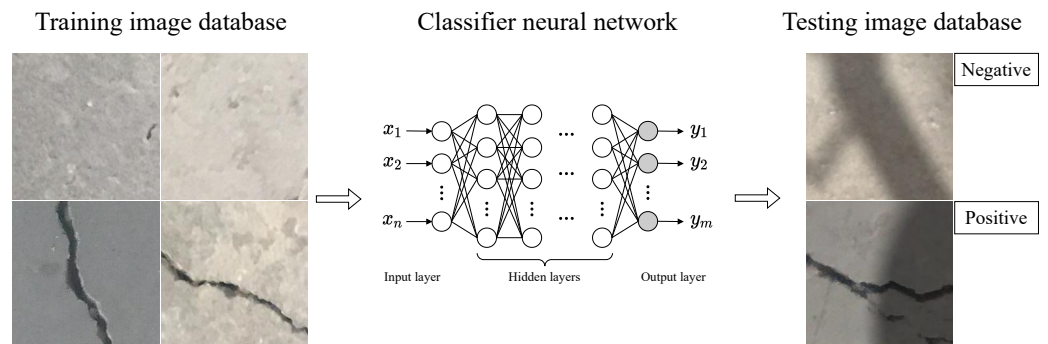 Training image database
Classifier neural network
Testing image database
Negative
Positive
x₁
x₂
⋮
xₙ
...
...
...
y₁
y₂
⋮
yₘ
Input layer
Hidden layers
Output layer